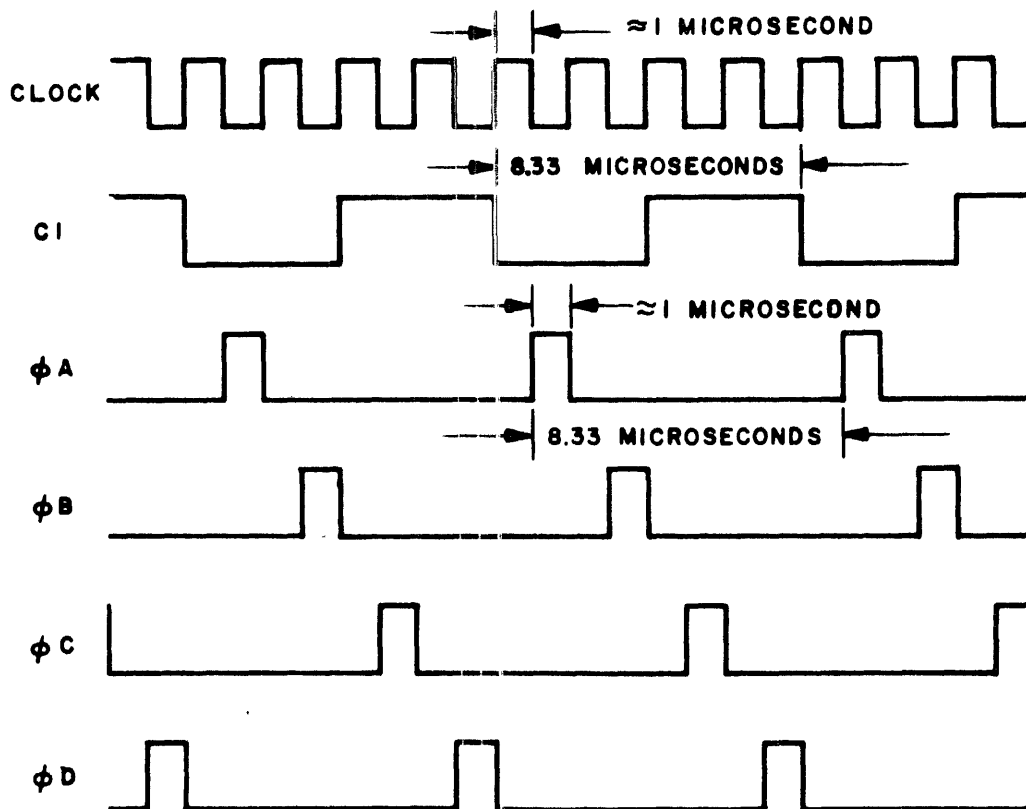 ≈1 MICROSECOND
CLOCK
8.33 MICROSECONDS
C1
≈1 MICROSECOND
ϕA
8.33 MICROSECONDS
ϕB
ϕC
ϕD